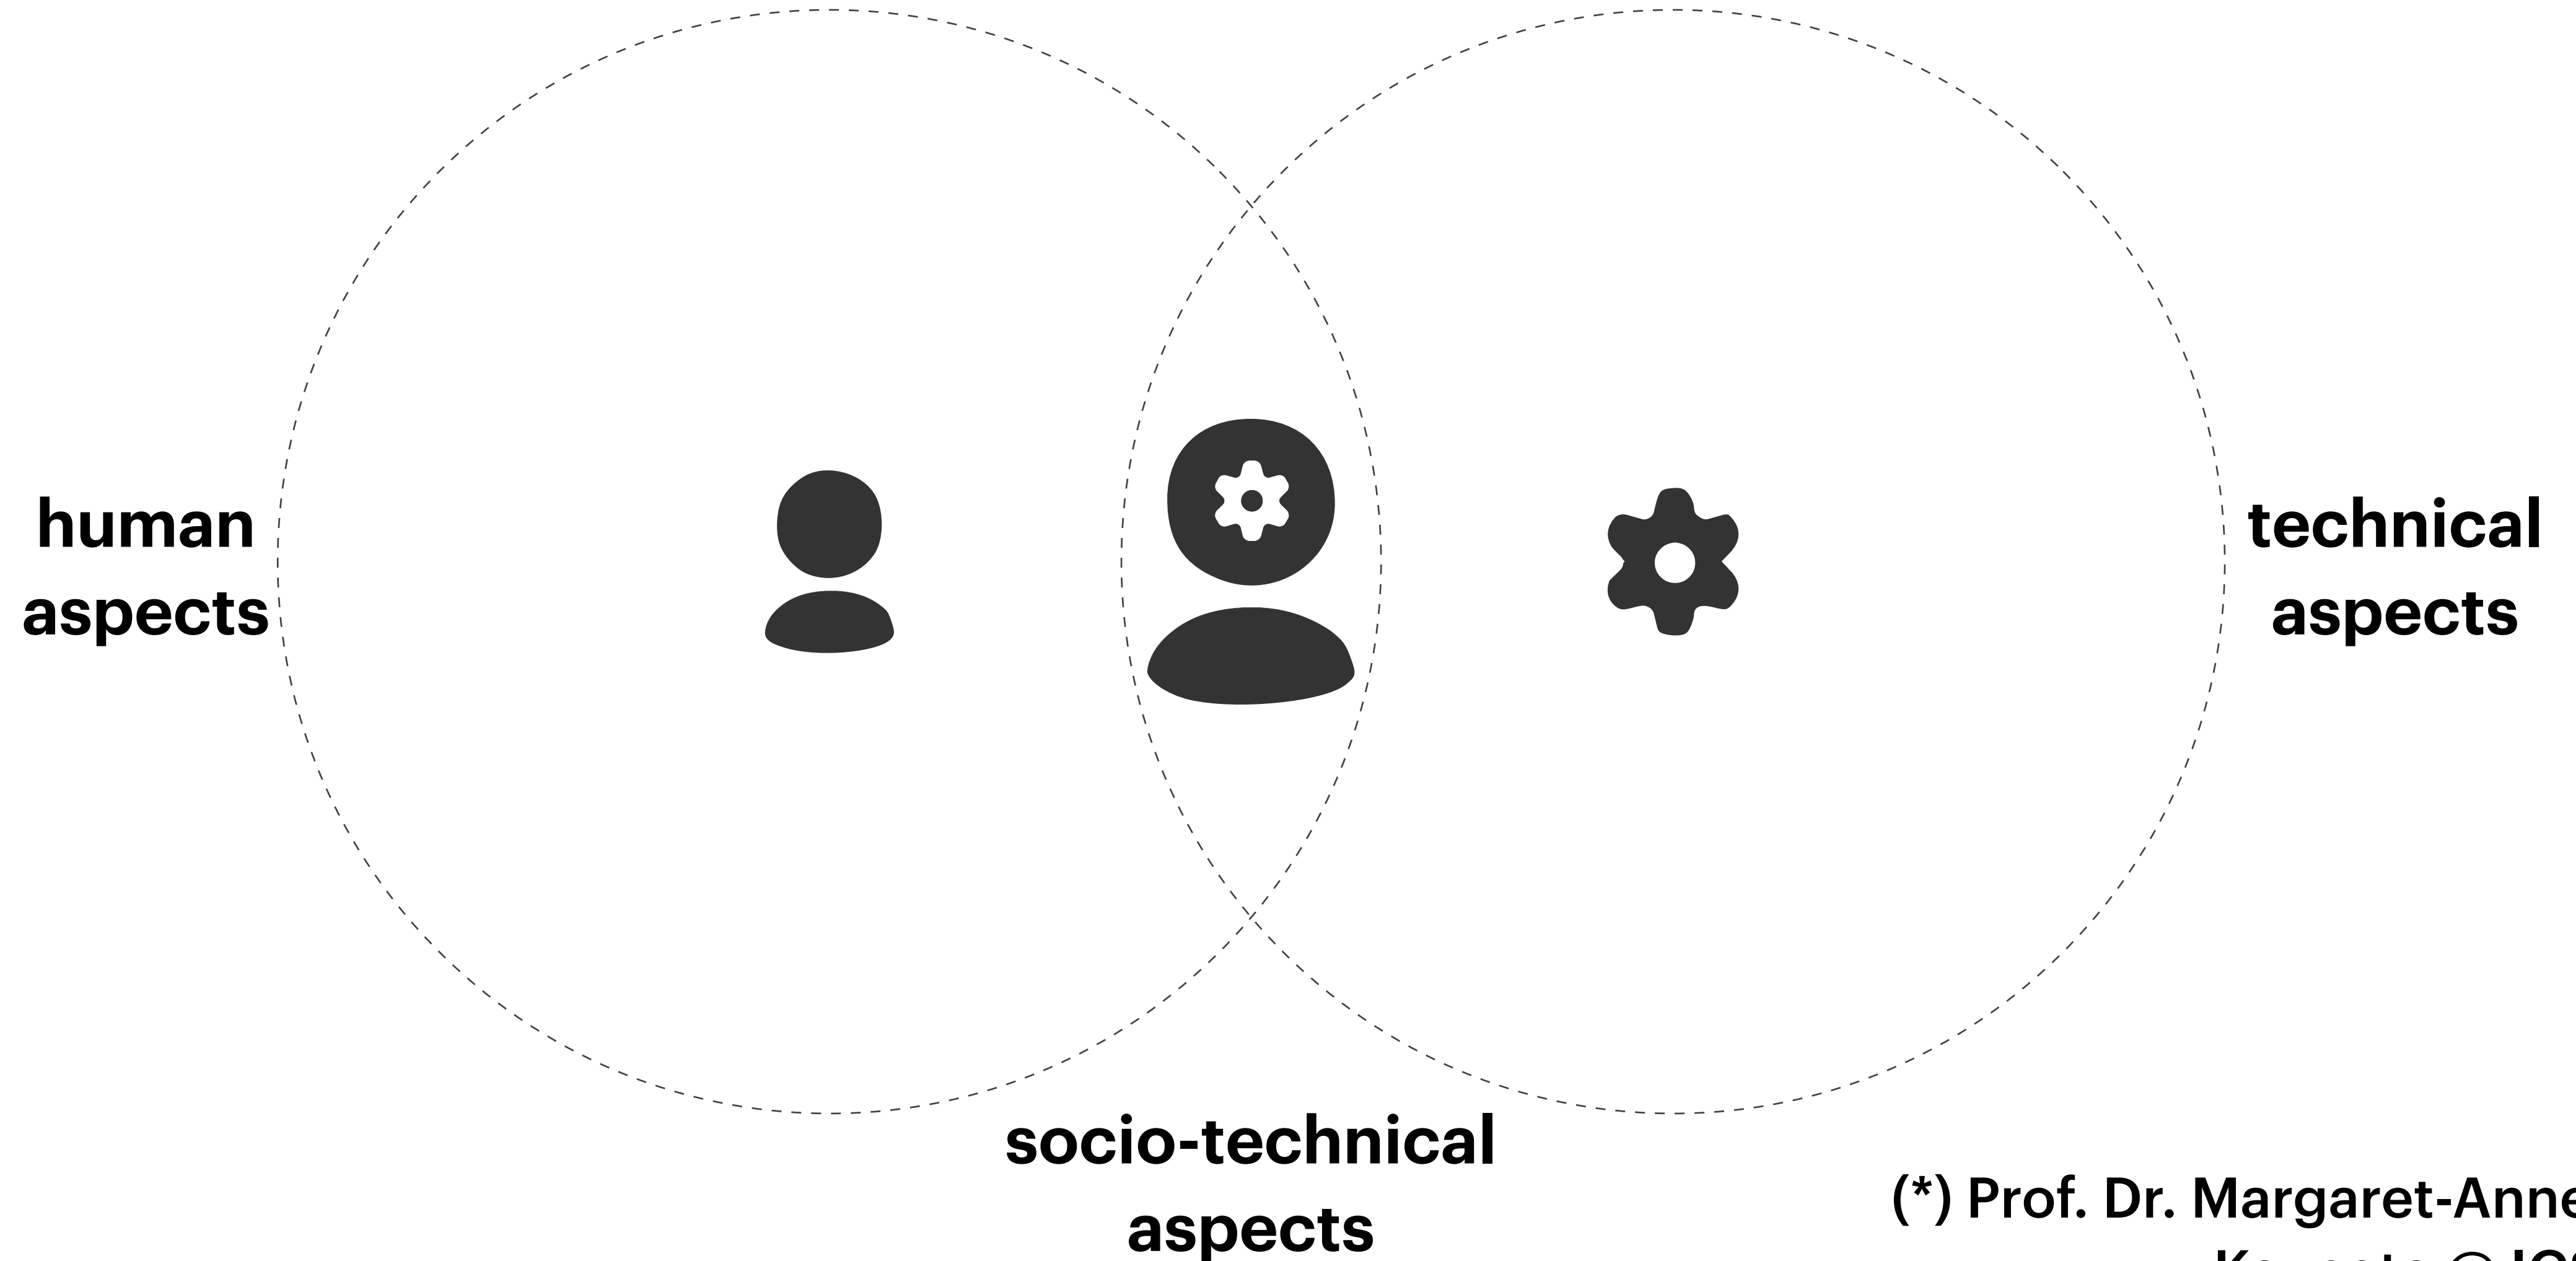 human
aspects
technical
aspects
socio-technical
aspects
(*) Prof. Dr. Margaret-Anne